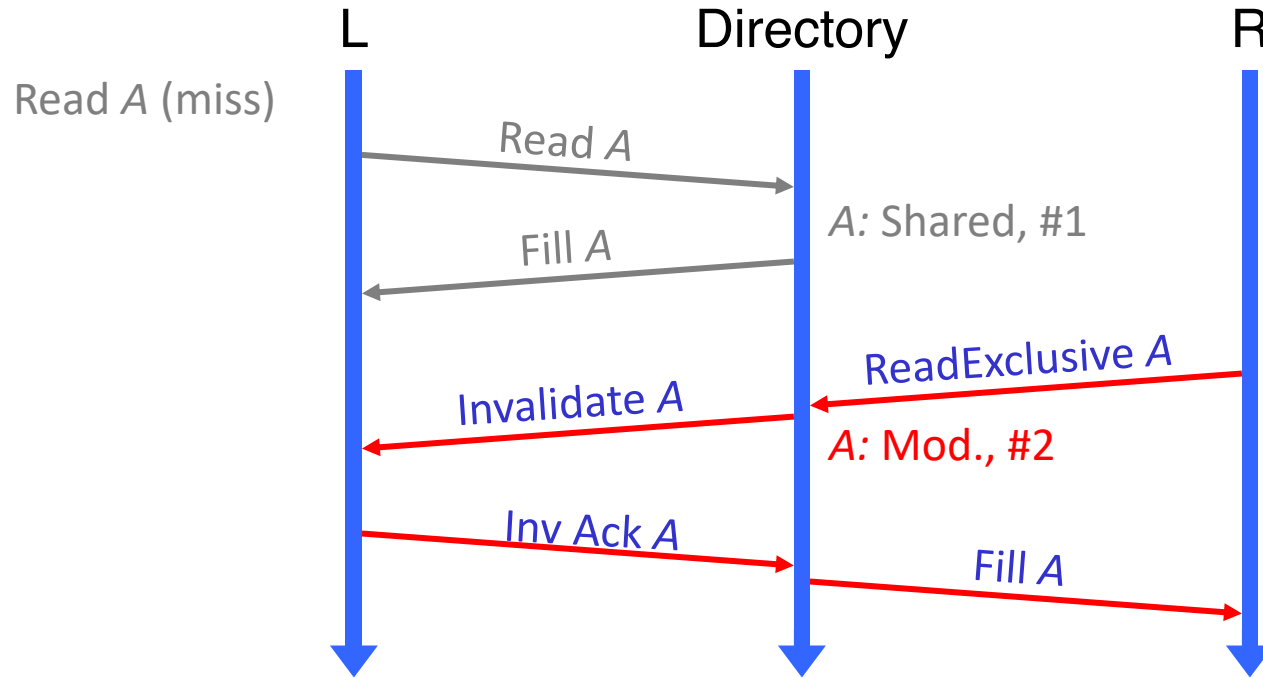 L
Directory
R
Read A (miss)
Read A
A: Shared, #1
Fill A
ReadExclusive A
Invalidate A
A: Mod., #2
Inv Ack A
Fill A